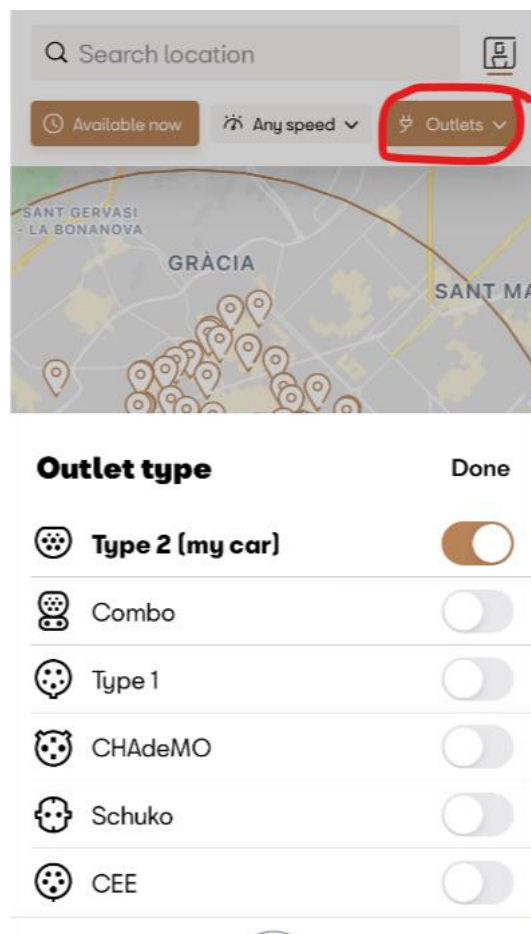 Search location
Available now
Any speed
Outlets
SANT GERVASI
- LA BONANOVA
GRÀCIA
SANT MA
Outlet type
Done
Type 2 (my car)
Combo
Type 1
CHAdeMO
Schuko
CEE